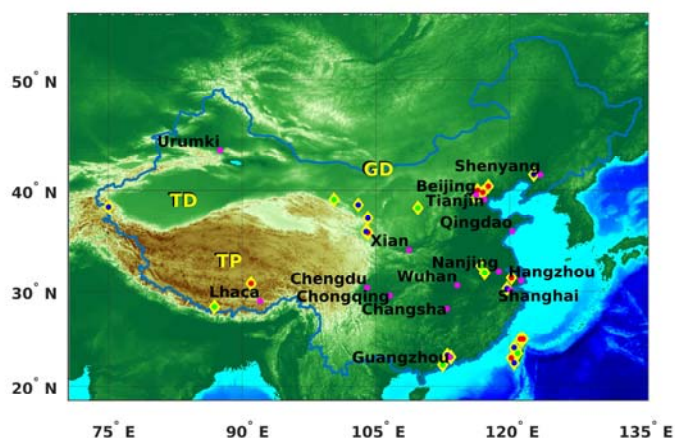 50° N
Urumki
GD
Shenyang
40° N
TD
Beijing
Tianjin
Qingdao
Xian
TP
Nanjing
Hangzhou
Chengdu
Wuhan
30° N
Lhaca
Chongqing
Shanghai
Changsha
Guangzhou
20° N
75° E
90° E
105° E
120° E
135° E